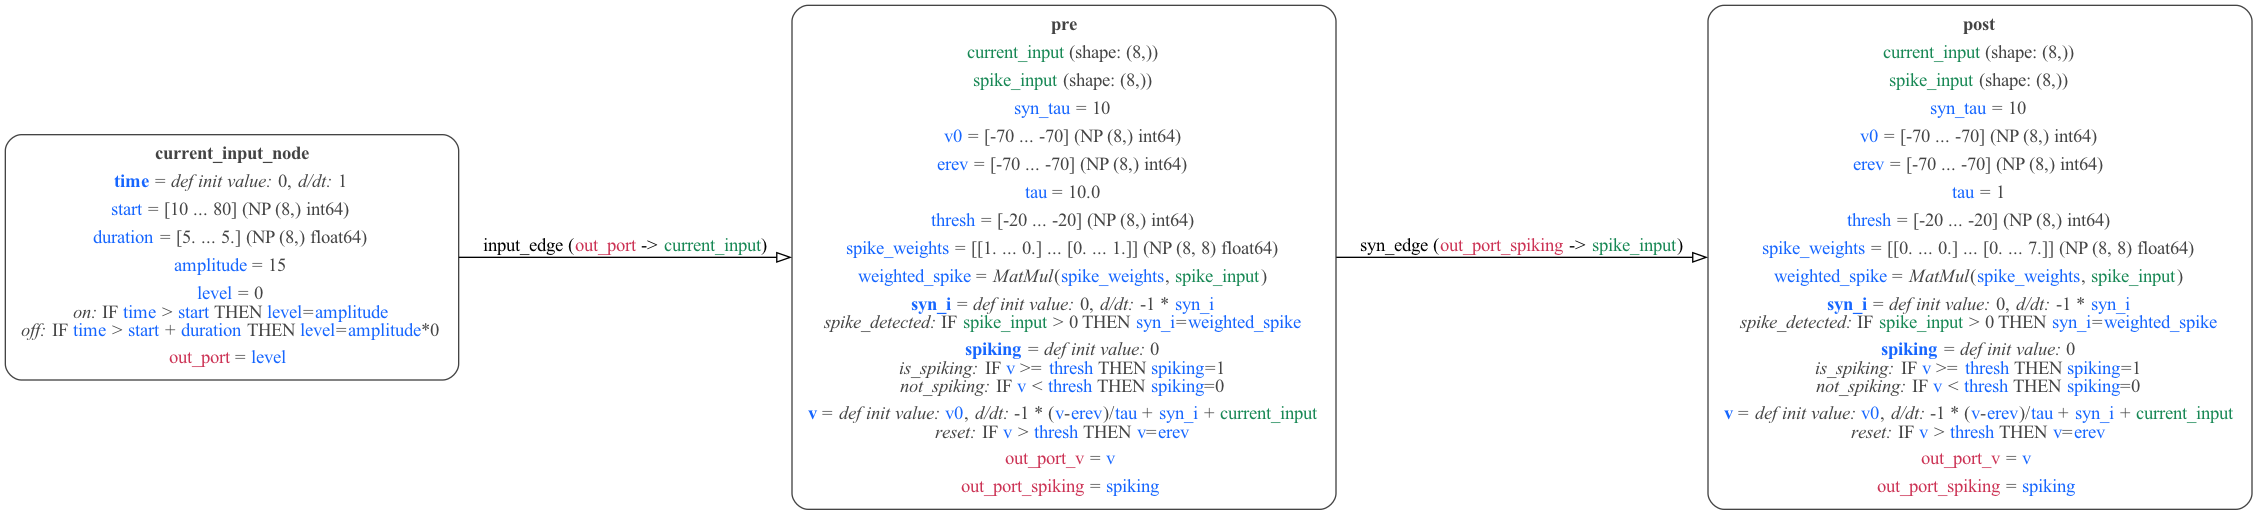 current_input_node
time = def init value: 0, d/dt: 1
start = [10 ... 80] (NP (8,) int64)
duration = [5. ... 5.] (NP (8,) float64)
amplitude = 15
level = 0
on: IF time > start THEN level=amplitude
off: IF time > start + duration THEN level=amplitude*0
out_port = level
input_edge (out_port -> current_input)
pre
current_input (shape: (8,))
spike_input (shape: (8,))
syn_tau = 10
v0 = [-70 ... -70] (NP (8,) int64)
erev = [-70 ... -70] (NP (8,) int64)
tau = 10.0
thresh = [-20 ... -20] (NP (8,) int64)
spike_weights = [[1. ... 0.] ... [0. ... 1.]] (NP (8, 8) float64)
weighted_spike = MatMul(spike_weights, spike_input)
syn_i = def init value: 0, d/dt: -1 * syn_i
spike_detected: IF spike_input > 0 THEN syn_i=weighted_spike
spiking = def init value: 0
is_spiking: IF v >= thresh THEN spiking=1
not_spiking: IF v < thresh THEN spiking=0
v = def init value: v0, d/dt: -1 * (v-erev)/tau + syn_i + current_input
reset: IF v > thresh THEN v=erev
out_port_v = v
out_port_spiking = spiking
syn_edge (out_port_spiking -> spike_input)
post
current_input (shape: (8,))
spike_input (shape: (8,))
syn_tau = 10
v0 = [-70 ... -70] (NP (8,) int64)
erev = [-70 ... -70] (NP (8,) int64)
tau = 1
thresh = [-20 ... -20] (NP (8,) int64)
spike_weights = [[0. ... 0.] ... [0. ... 7.]] (NP (8, 8) float64)
weighted_spike = MatMul(spike_weights, spike_input)
syn_i = def init value: 0, d/dt: -1 * syn_i
spike_detected: IF spike_input > 0 THEN syn_i=weighted_spike
spiking = def init value: 0
is_spiking: IF v >= thresh THEN spiking=1
not_spiking: IF v < thresh THEN spiking=0
v = def init value: v0, d/dt: -1 * (v-erev)/tau + syn_i + current_input
reset: IF v > thresh THEN v=erev
out_port_v = v
out_port_spiking = spiking